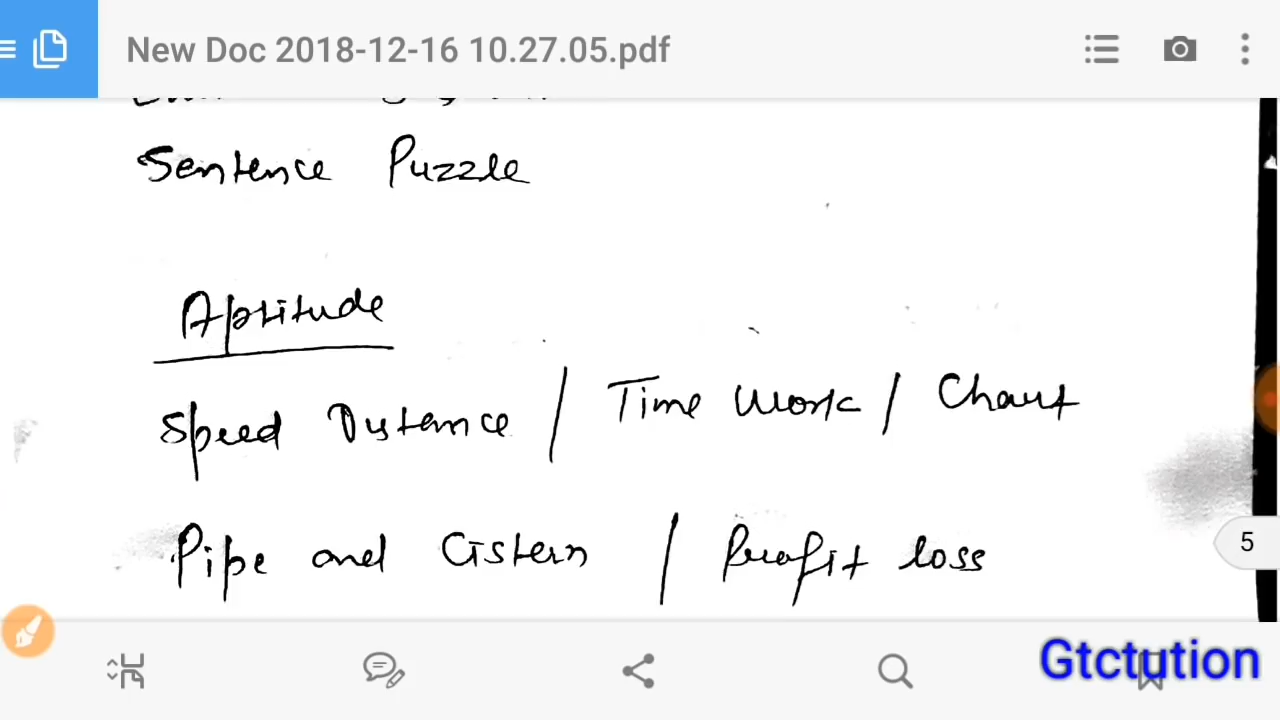 New Doc 2018-12-16 10.27.05.pdf
Sentence Puzzle
Aptitude
Speed Distance / Time Work / Chart
Pipe and Cistern / Profit loss
5
Gtctution